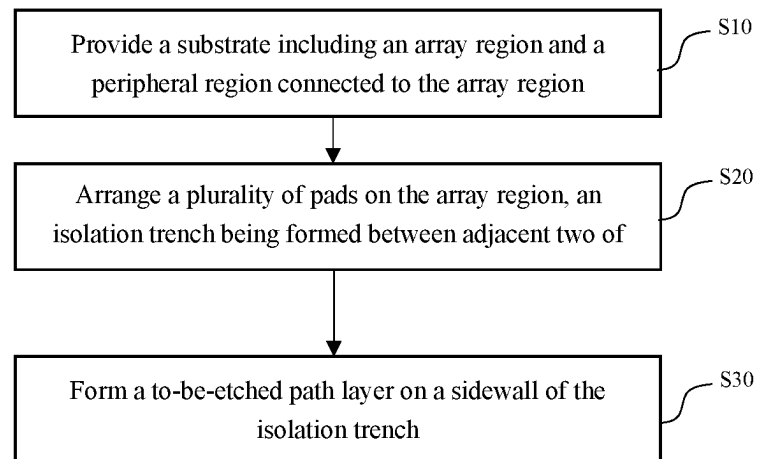 Provide a substrate including an array region and a
peripheral region connected to the array region
S10
Arrange a plurality of pads on the array region, an
isolation trench being formed between adjacent two of
S20
Form a to-be-etched path layer on a sidewall of the
isolation trench
S30